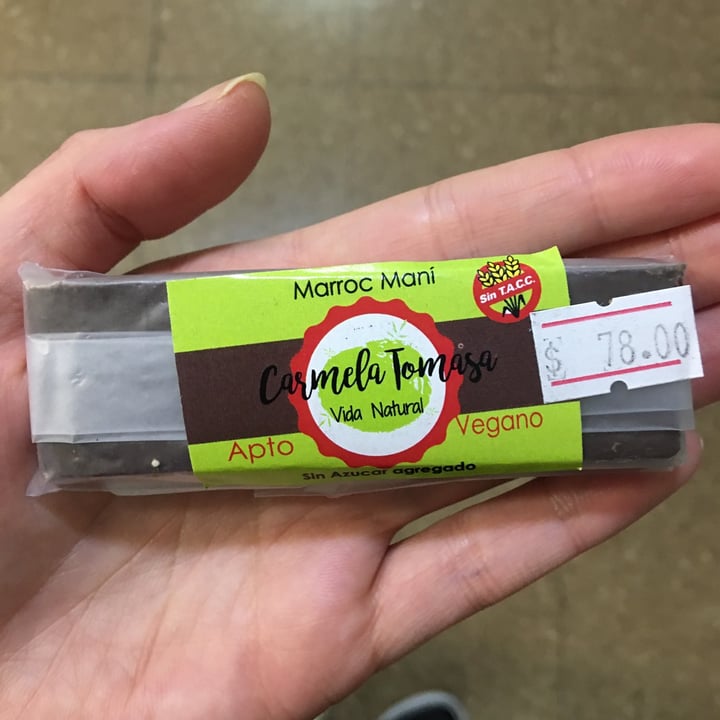 Marroc Maní
Sin T.A.C.C.
$ 78.00
Carmela Tomasa
Vida Natural
Apto Vegano
Sin Azucar agregado